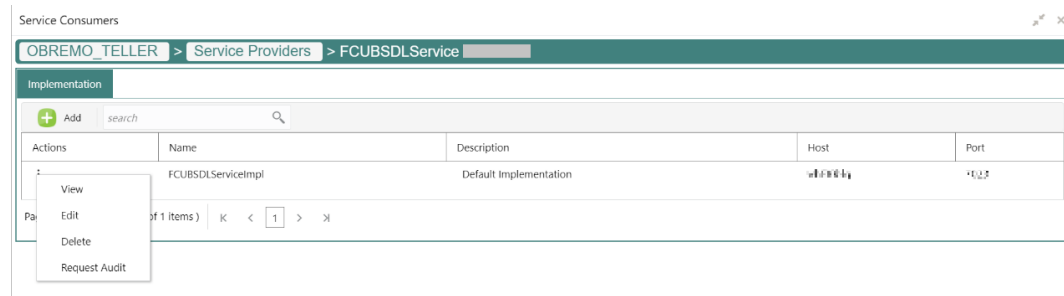 Service Consumers
OBREMO_TELLER > Service Providers > FCUBSDLService
Implementation
Add search
Actions Name Description Host Port
FCUBSDLServiceImpl Default Implementation
View
Edit
Delete
Request Audit
of 1 items ) K < 1 > >|